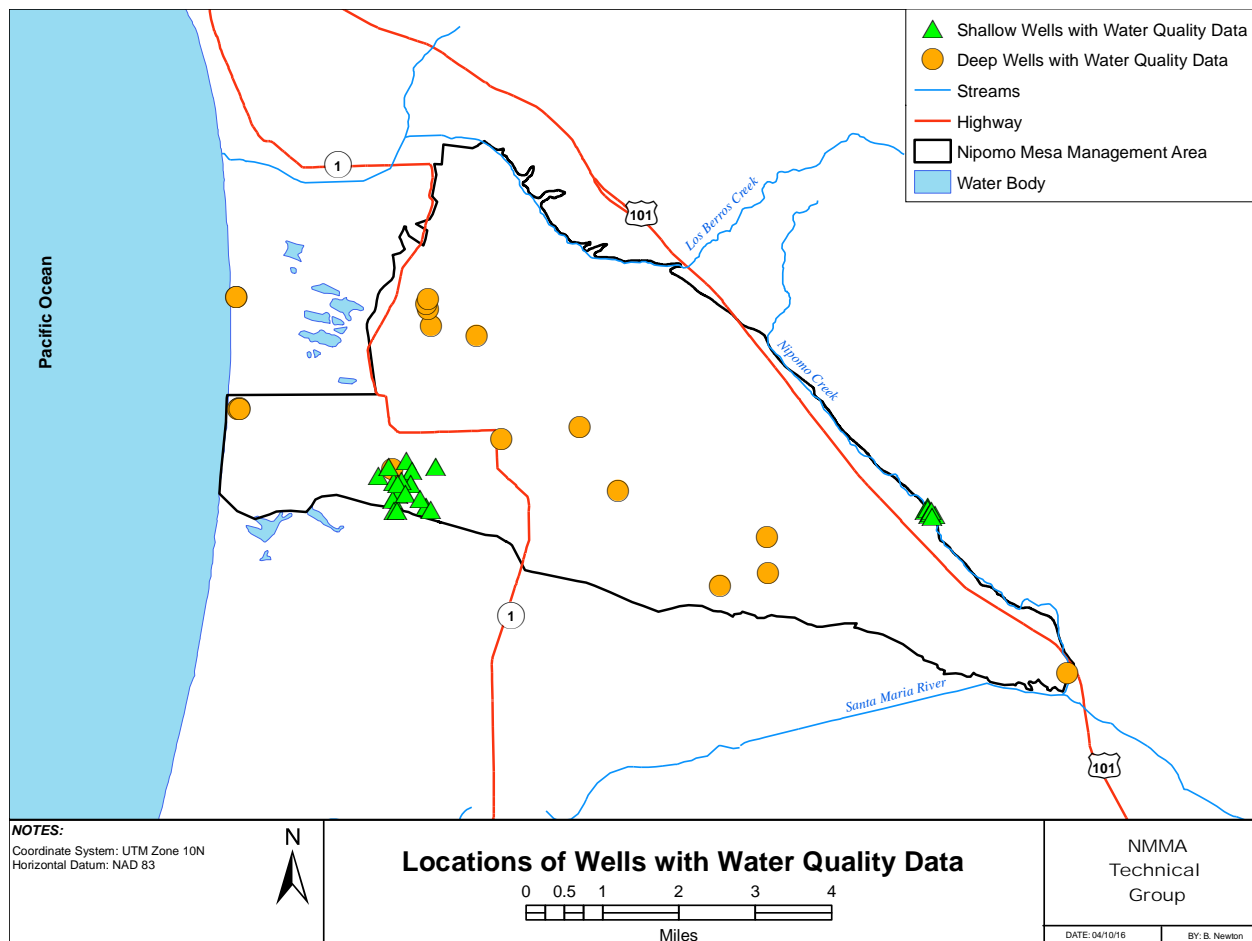 Shallow Wells with Water Quality Data
Deep Wells with Water Quality Data
Streams
Highway
Nipomo Mesa Management Area
Water Body
1
101
Los Berros Creek
Pacific Ocean
Nipomo Creek
1
Santa Maria River
101
NOTES:
Coordinate System: UTM Zone 10N
Horizontal Datum: NAD 83
N
Locations of Wells with Water Quality Data
0 0.5 1 2 3 4
Miles
NMMA
Technical
Group
DATE: 04/10/16
BY: B. Newton